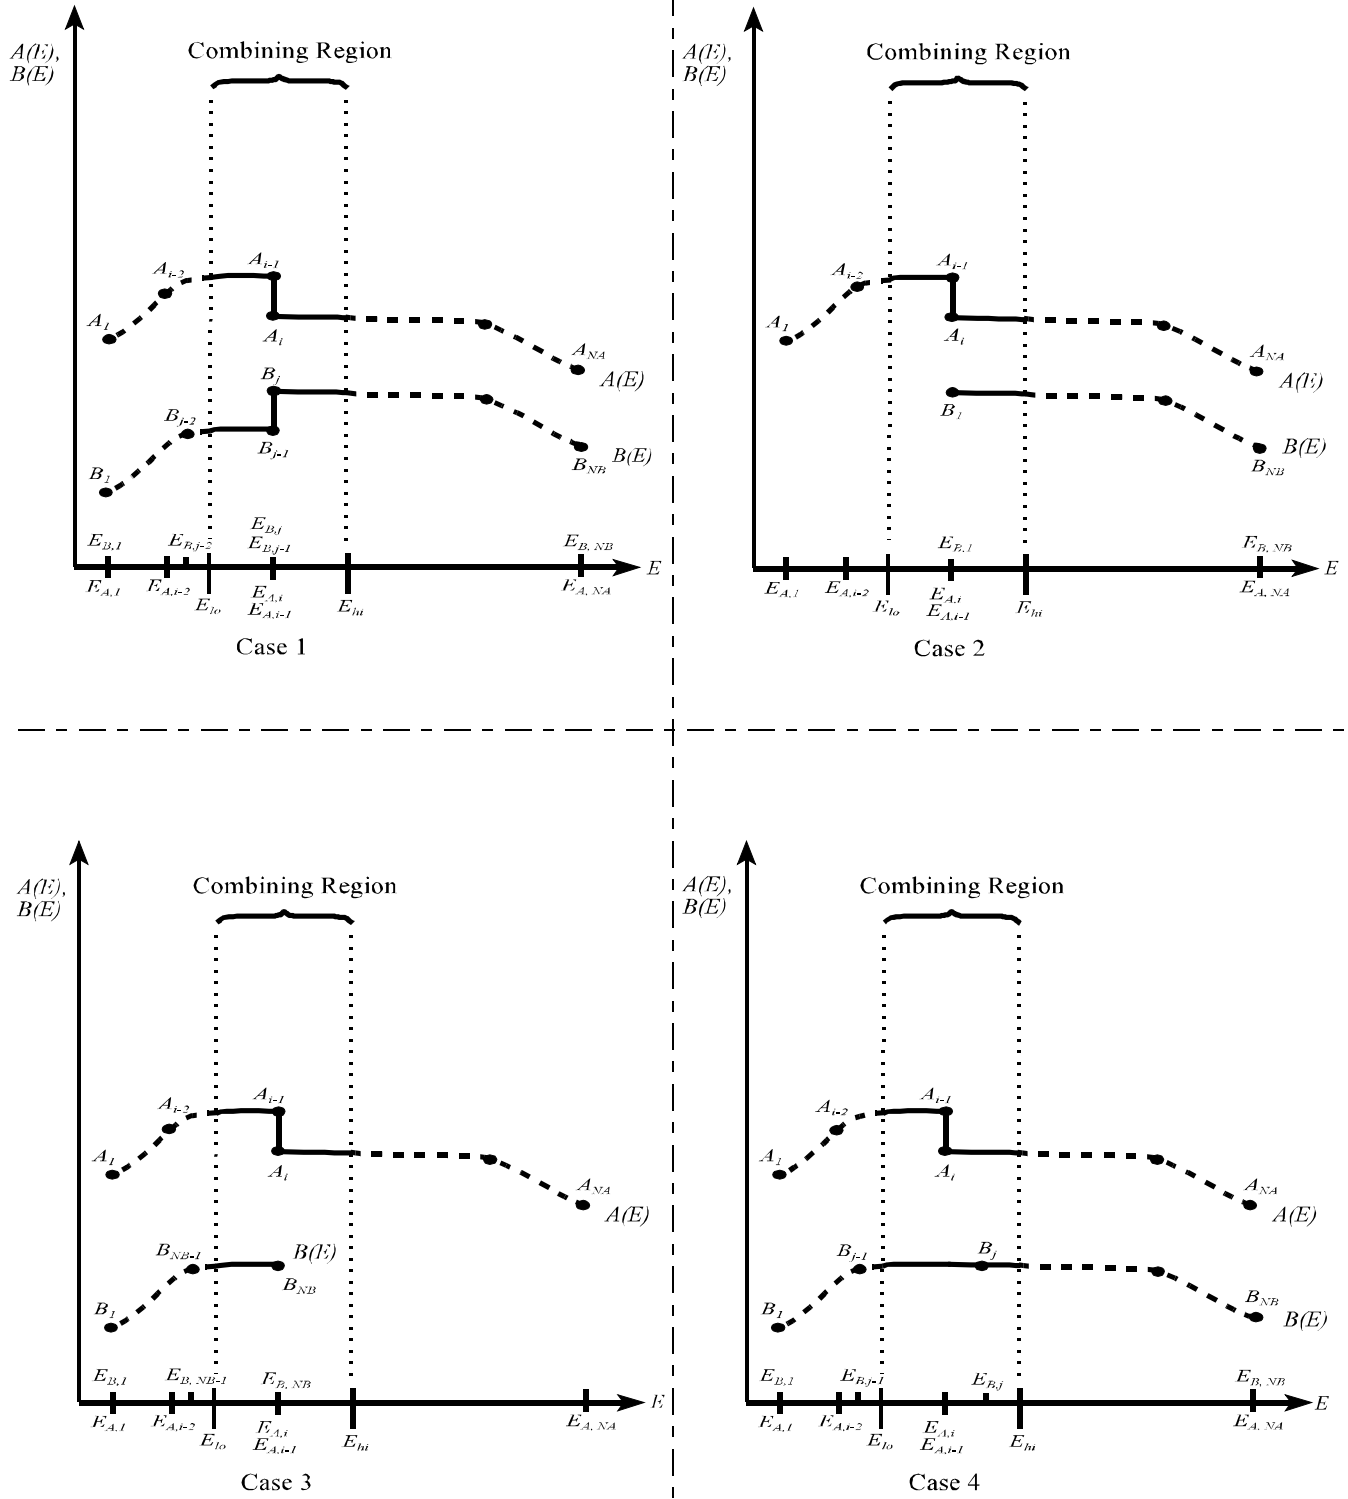 A(E),
B(E)
Combining Region
A_{i-2}
A_{i-1}
A_1
A_i
A_{NA}
A(E)
B_j
B_{j-2}
B_{j-1}
B(E)
B_{NB}
B_1
E_{B,j}
E_{B,1}
E_{B,j-2}
E_{B,j-1}
E_{B,NB}
E
E_{A,1}
E_{A,i-2}
E_{lo}
E_{A,i}
E_{A,i-1}
E_{hi}
E_{A,NA}
Case 1
A(E),
B(E)
Combining Region
A_{i-2}
A_{i-1}
A_1
A_i
A_{NA}
A(E)
B_1
B(E)
B_{NB}
E_{B,1}
E_{B,NB}
E
E_{A,1}
E_{A,i-2}
E_{lo}
E_{A,i}
E_{A,i-1}
E_{hi}
E_{A,NA}
Case 2
A(E),
B(E)
Combining Region
A_{i-2}
A_{i-1}
A_1
A_i
A_{NA}
A(E)
B_{NB-1}
B(E)
B_{NB}
B_1
E_{B,1}
E_{B,NB-1}
E_{B,NB}
E
E_{A,1}
E_{A,i-2}
E_{lo}
E_{A,i}
E_{A,i-1}
E_{hi}
E_{A,NA}
Case 3
A(E),
B(E)
Combining Region
A_{i-2}
A_{i-1}
A_1
A_i
A_{NA}
A(E)
B_{j-1}
B_j
B_1
B_{NB}
B(E)
E_{B,1}
E_{B,j-1}
E_{B,j}
E_{B,NB}
E
E_{A,1}
E_{A,i-2}
E_{lo}
E_{A,i}
E_{A,i-1}
E_{hi}
E_{A,NA}
Case 4